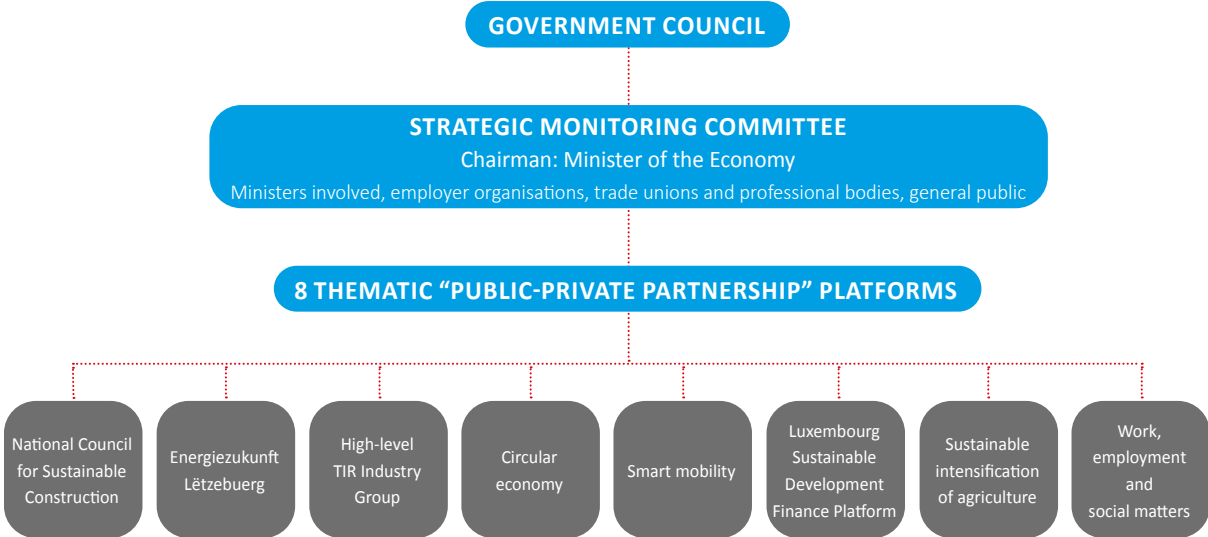 GOVERNMENT COUNCIL
STRATEGIC MONITORING COMMITTEE
Chairman: Minister of the Economy
Ministers involved, employer organisations, trade unions and professional bodies, general public
8 THEMATIC “PUBLIC-PRIVATE PARTNERSHIP” PLATFORMS
National Council
for Sustainable
Construction
Energiezukunft
Lëtzebuerg
High-level
TIR Industry
Group
Circular
economy
Smart mobility
Luxembourg
Sustainable
Development
Finance Platform
Sustainable
intensification
of agriculture
Work,
employment
and
social matters